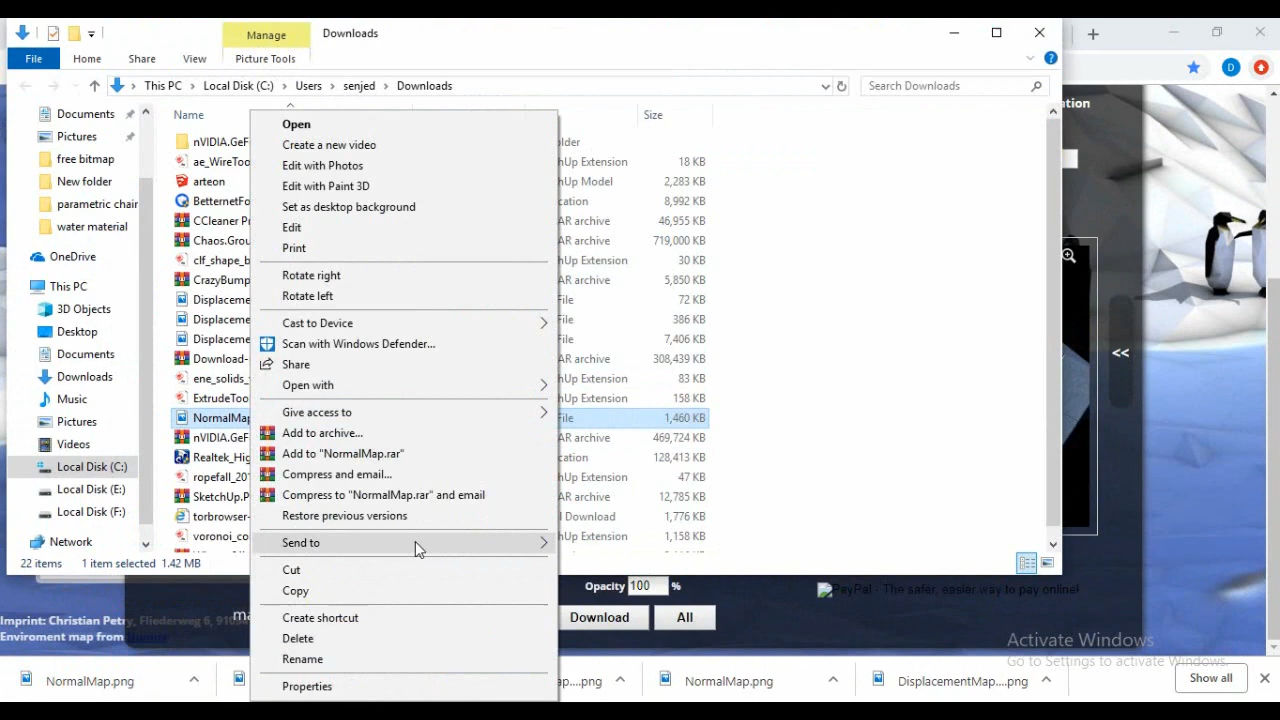 Manage
Downloads
File
Home
Share
View
Picture Tools
This PC
Local Disk (C:)
Users
senjed
Downloads
Search Downloads
Documents
Pictures
free bitmap
New folder
parametric chair
water material
OneDrive
This PC
3D Objects
Desktop
Documents
Downloads
Music
Pictures
Videos
Local Disk (C:)
Local Disk (E:)
Local Disk (F:)
Network
Name
Size
nVIDIA.GeF
older
ae_WireToo
hUp Extension 18 KB
arteon
hUp Model 2,283 KB
BetternetFo
cation 8,992 KB
CCleaner Pr
AR archive 46,955 KB
Chaos.Grou
AR archive 719,000 KB
clf_shape_b
hUp Extension 30 KB
CrazyBump
AR archive 5,850 KB
Displaceme
File 72 KB
Displaceme
File 386 KB
Displaceme
File 7,406 KB
Download-
AR archive 308,439 KB
ene_solids_
hUp Extension 83 KB
ExtrudeToo
hUp Extension 158 KB
NormalMap
File 1,460 KB
nVIDIA.GeF
AR archive 469,724 KB
Realtek_Hig
cation 128,413 KB
ropefall_20
hUp Extension 47 KB
SketchUp.P
AR archive 12,785 KB
torbrowser-
l Download 1,776 KB
voronoi_co
hUp Extension 1,158 KB
22 items 1 item selected 1.42 MB
Open
Create a new video
Edit with Photos
Edit with Paint 3D
Set as desktop background
Edit
Print
Rotate right
Rotate left
Cast to Device
Scan with Windows Defender...
Share
Open with
Give access to
Add to archive...
Add to "NormalMap.rar"
Compress and email...
Compress to "NormalMap.rar" and email
Restore previous versions
Send to
Cut
Copy
Create shortcut
Delete
Rename
Properties
D
ation
<<
Opacity 100 %
PayPal - The safer, easier way to pay online!
Download
All
Imprint: Christian Petry, Fliederweg 6, 910
Enviroment map from
Activate Windows
Go to Settings to activate Windows.
NormalMap.png
ap....png
NormalMap.png
DisplacementMap....png
Show all